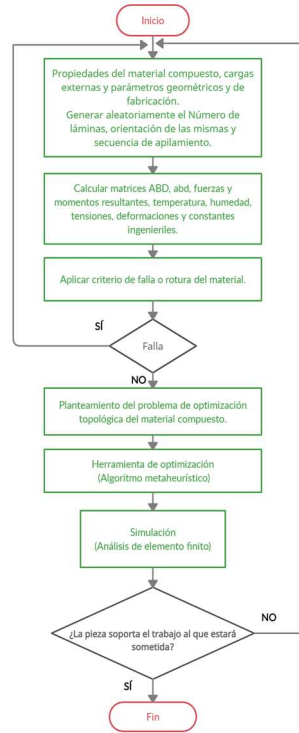 Inicio
Propiedades del material compuesto, cargas
externas y parámetros geométricos y de
fabricación.
Generar aleatoriamente el Número de
láminas, orientación de las mismas y
secuencia de apilamiento.
Calcular matrices ABD, abd, fuerzas y
momentos resultantes, temperatura, humedad,
tensiones, deformaciones y constantes
ingenieriles.
Aplicar criterio de falla o rotura del material.
SÍ
Falla
NO
Planteamiento del problema de optimización
topológica del material compuesto.
Herramienta de optimización
(Algoritmo metaheurístico)
Simulación
(Análisis de elemento finito)
NO
¿La pieza soporta el trabajo al que estará
sometida?
SÍ
Fin